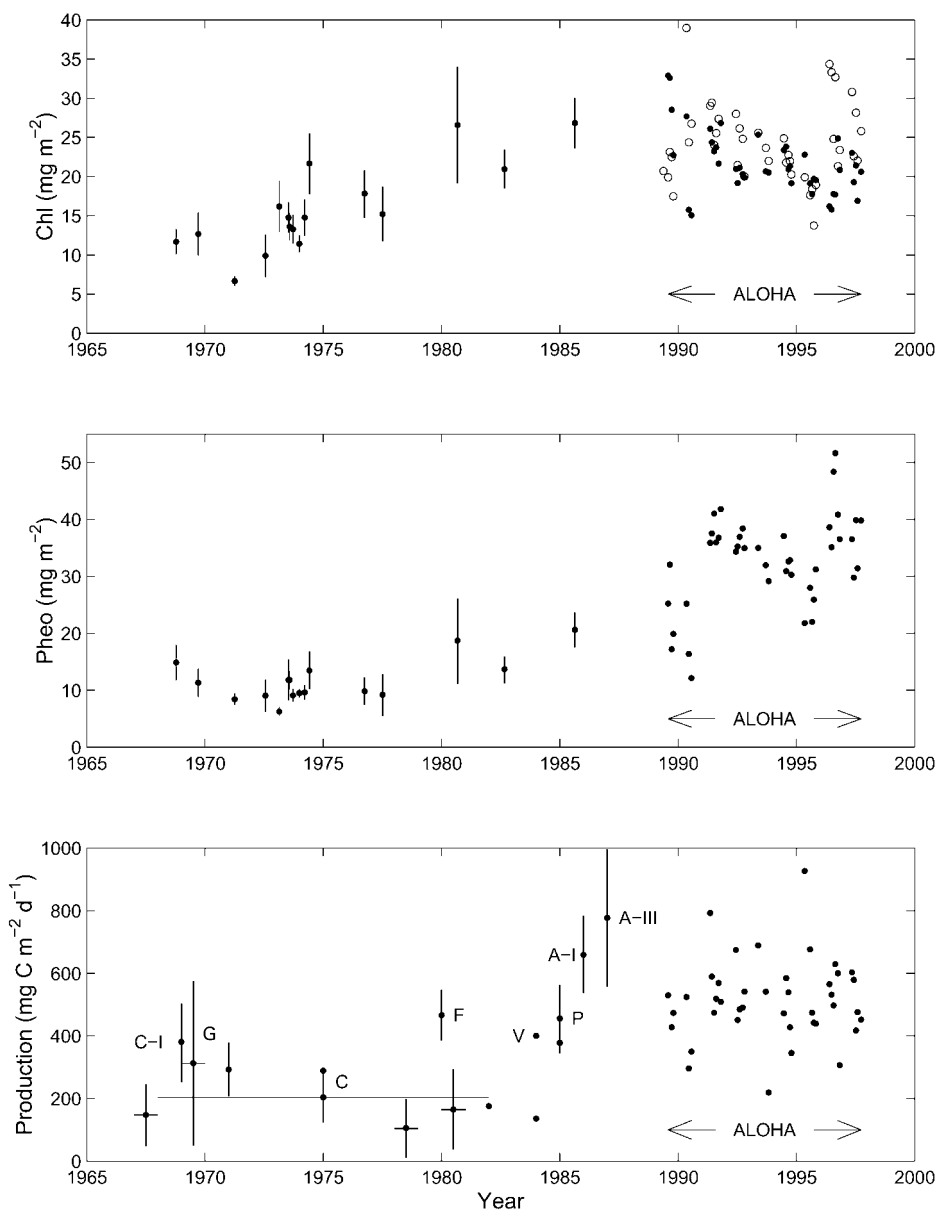 40
35
30
25
20
15
10
5
0
Chl (mg m−2)
ALOHA
1965 1970 1975 1980 1985 1990 1995 2000
50
40
30
20
10
0
Pheo (mg m−2)
ALOHA
1965 1970 1975 1980 1985 1990 1995 2000
1000
800
600
400
200
0
Production (mg C m−2 d−1)
A−III
A−I
F
P
C−I
G
V
C
ALOHA
1965 1970 1975 1980 1985 1990 1995 2000
Year